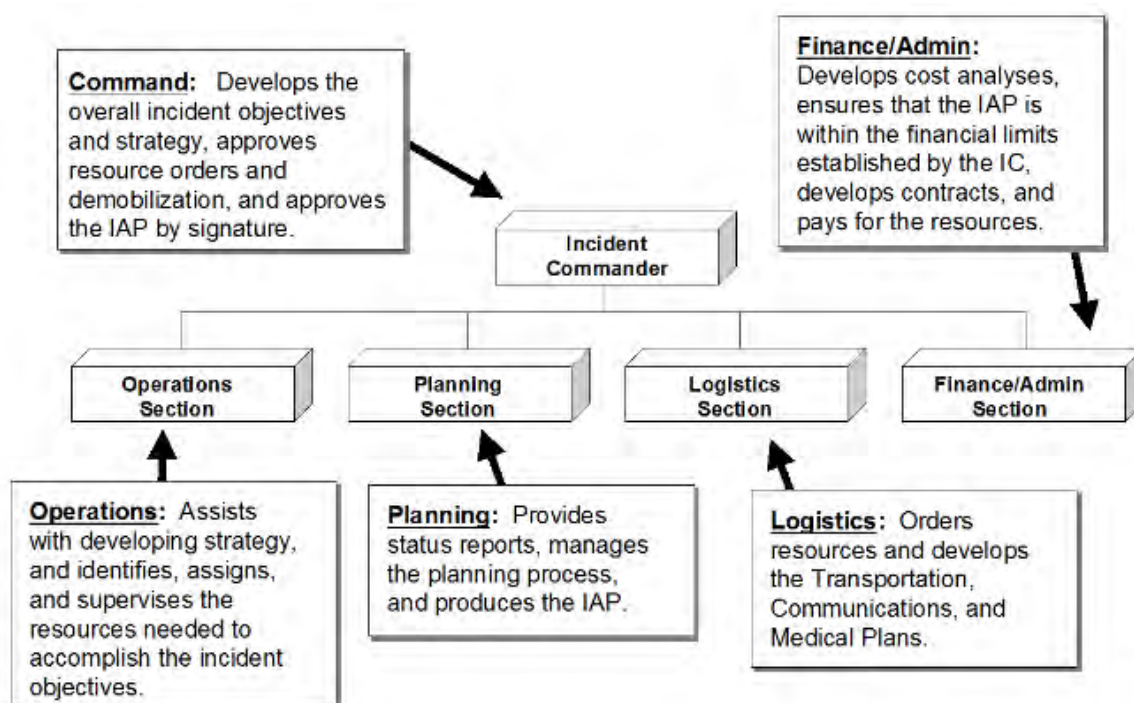 Command:  Develops the
overall incident objectives
and strategy, approves
resource orders and
demobilization, and approves
the IAP by signature.
Finance/Admin:
Develops cost analyses,
ensures that the IAP is
within the financial limits
established by the IC,
develops contracts, and
pays for the resources.
Incident
Commander
Operations
Section
Planning
Section
Logistics
Section
Finance/Admin
Section
Operations:  Assists
with developing strategy,
and identifies, assigns,
and supervises the
resources needed to
accomplish the incident
objectives.
Planning:  Provides
status reports, manages
the planning process,
and produces the IAP.
Logistics:  Orders
resources and develops
the Transportation,
Communications, and
Medical Plans.